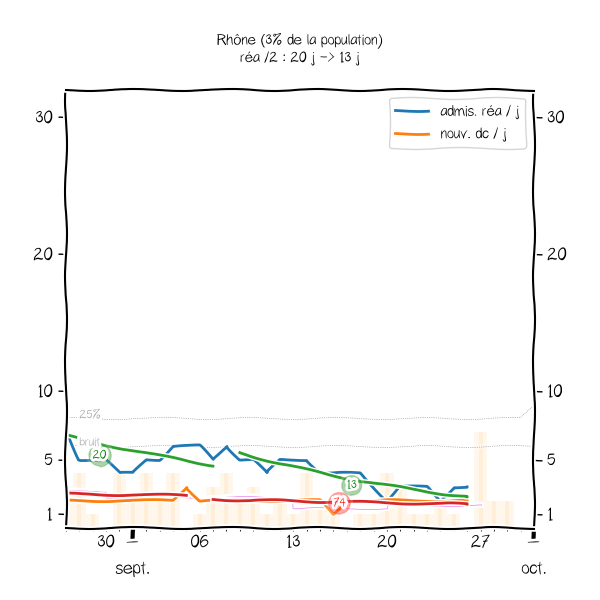 Rhône (3% de la population)
réa /2 : 20 j -> 13 j
admis. réa / j
nouv. dc / j
30
30
20
20
10
10
25%
bruit
20
5
5
13
74
1
1
30
06
13
20
27
sept.
oct.